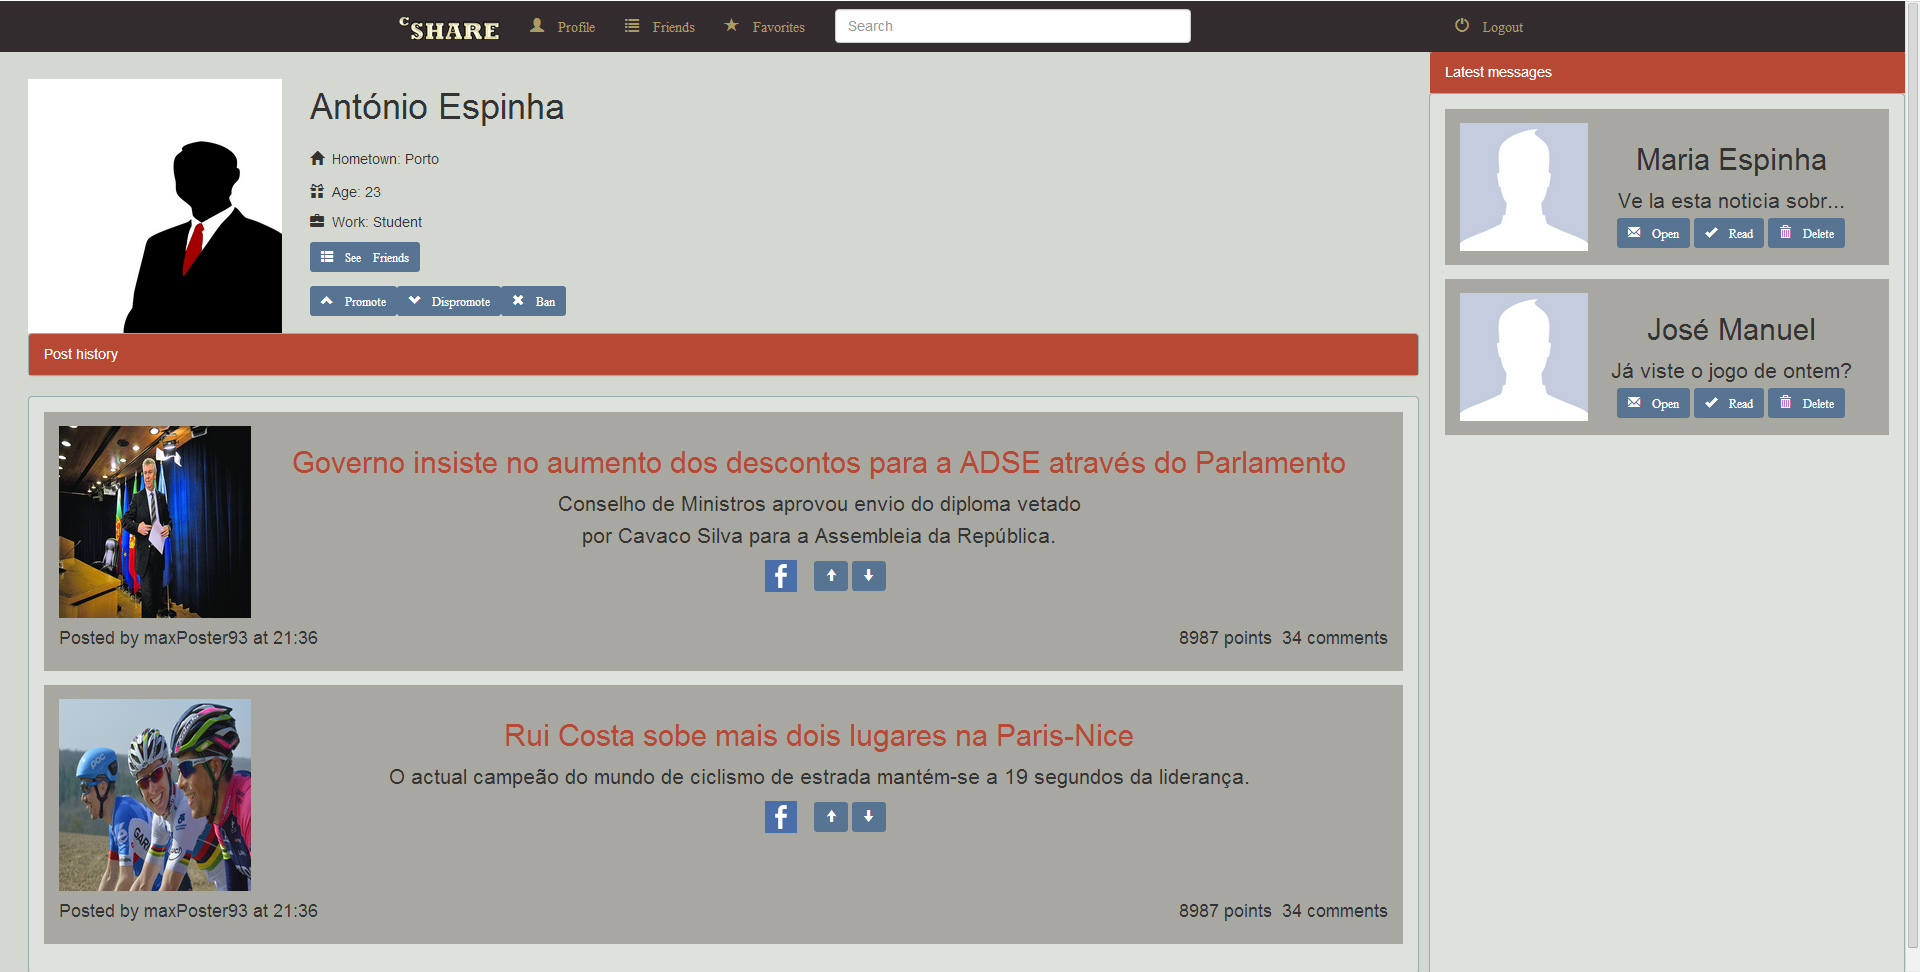 cSHARE Profile Friends Favorites Search Logout
António Espinha
Hometown: Porto
Age: 23
Work: Student
See Friends
Promote Dispromote Ban
Post history
Governo insiste no aumento dos descontos para a ADSE através do Parlamento
Conselho de Ministros aprovou envio do diploma vetado
por Cavaco Silva para a Assembleia da República.
f
Posted by maxPoster93 at 21:36 8987 points 34 comments
Rui Costa sobe mais dois lugares na Paris-Nice
O actual campeão do mundo de ciclismo de estrada mantém-se a 19 segundos da liderança.
f
Posted by maxPoster93 at 21:36 8987 points 34 comments
Latest messages
Maria Espinha
Ve la esta noticia sobr...
Open Read Delete
José Manuel
Já viste o jogo de ontem?
Open Read Delete